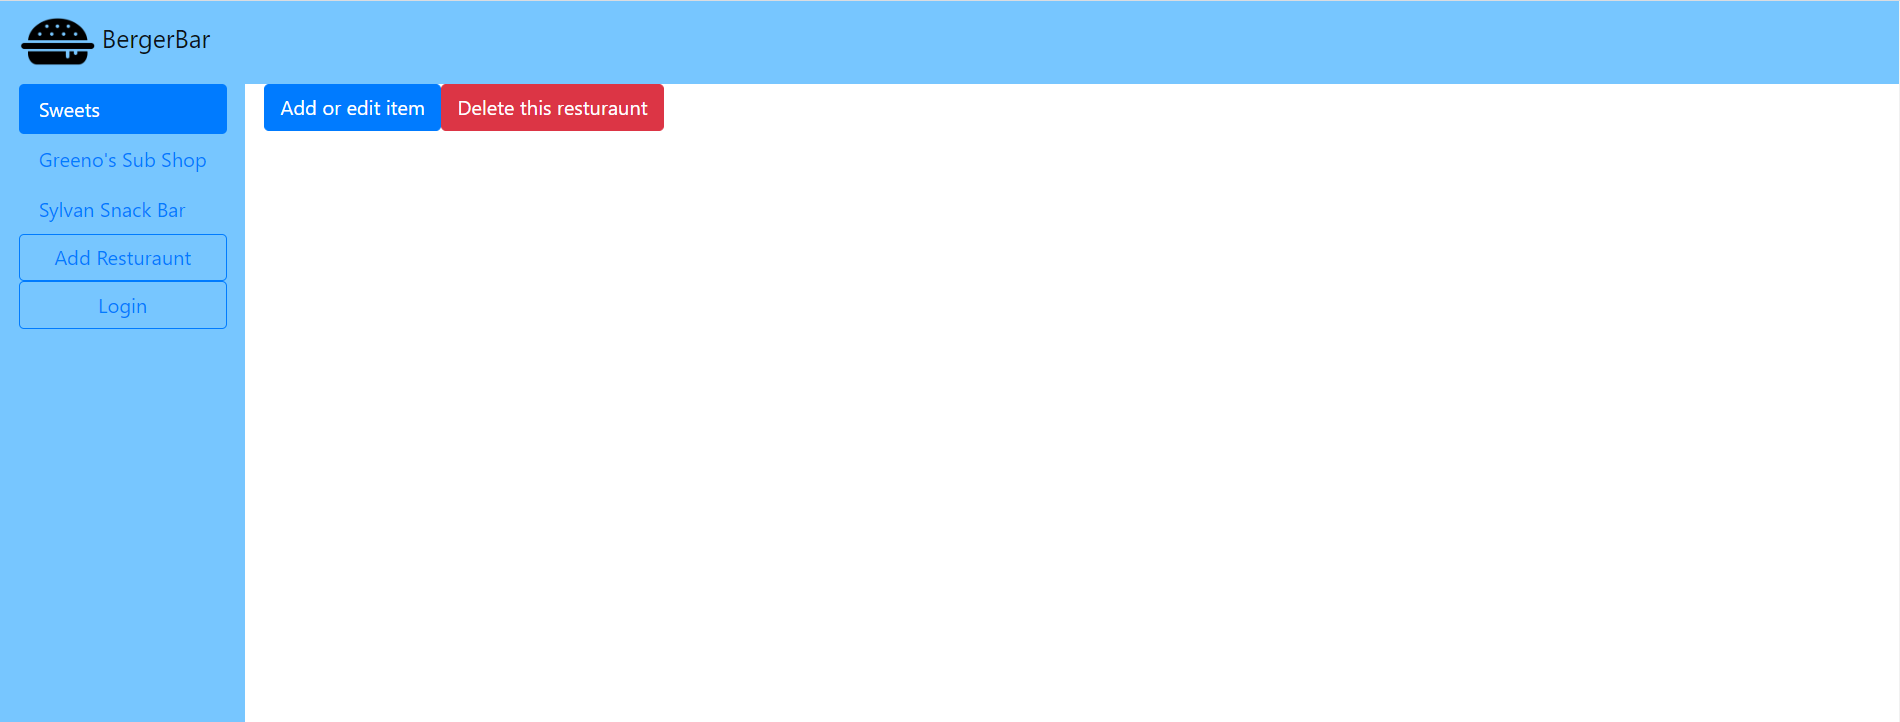 BergerBar
Sweets
Greeno's Sub Shop
Sylvan Snack Bar
Add Resturaunt
Login
Add or edit item
Delete this resturaunt